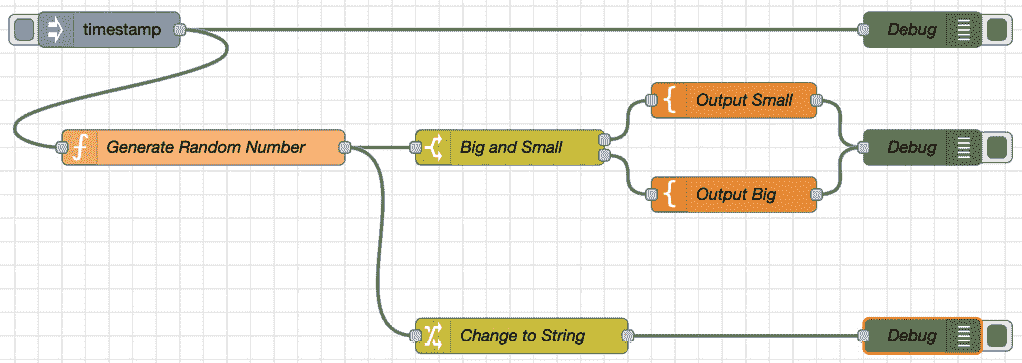 timestamp
Debug
Output Small
Generate Random Number
Big and Small
Debug
Output Big
Change to String
Debug